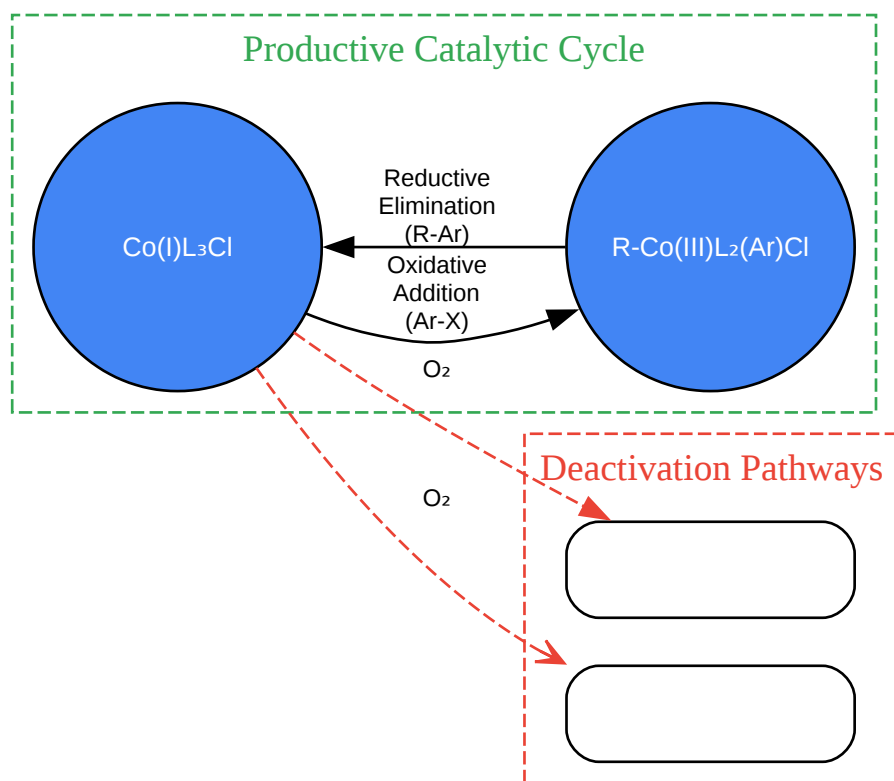 Productive Catalytic Cycle
Reductive
Elimination
(R-Ar)
Co(I)L₃Cl
R-Co(III)L₂(Ar)Cl
Oxidative
Addition
(Ar-X)
O₂
Deactivation Pathways
O₂